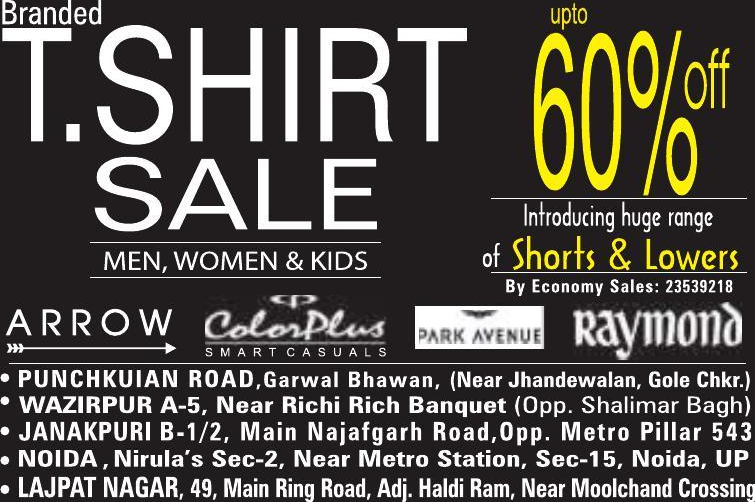 Branded
T.SHIRT
SALE
MEN, WOMEN & KIDS
upto
60% off
Introducing huge range
of Shorts & Lowers
By Economy Sales: 23539218
ARROW
ColorPlus
SMART CASUALS
PARK AVENUE
Raymond
• PUNCHKUIAN ROAD, Garwal Bhawan, (Near Jhandewalan, Gole Chkr.)
• WAZIRPUR A-5, Near Richi Rich Banquet (Opp. Shalimar Bagh)
• JANAKPURI B-1/2, Main Najafgarh Road, Opp. Metro Pillar 543
• NOIDA, Nirula's Sec-2, Near Metro Station, Sec-15, Noida, UP
• LAJPAT NAGAR, 49, Main Ring Road, Adj. Haldi Ram, Near Moolchand Crossing